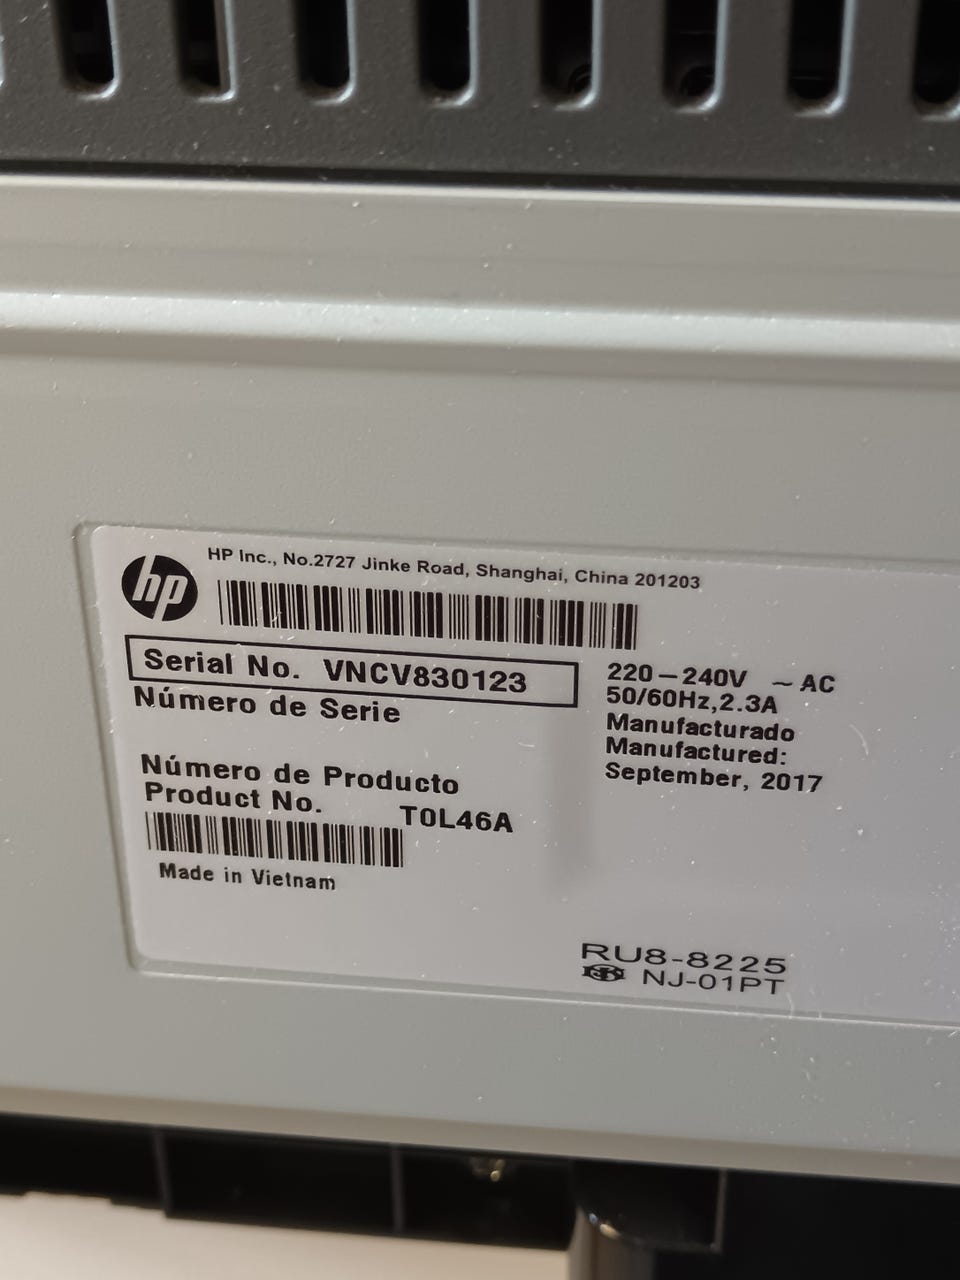 hp
HP Inc., No.2727 Jinke Road, Shanghai, China 201203
Serial No. VNCV830123
Número de Serie
Número de Producto
Product No. T0L46A
Made in Vietnam
220–240V ~ AC
50/60Hz,2.3A
Manufacturado
Manufactured:
September, 2017
RU8-8225
NJ-01PT